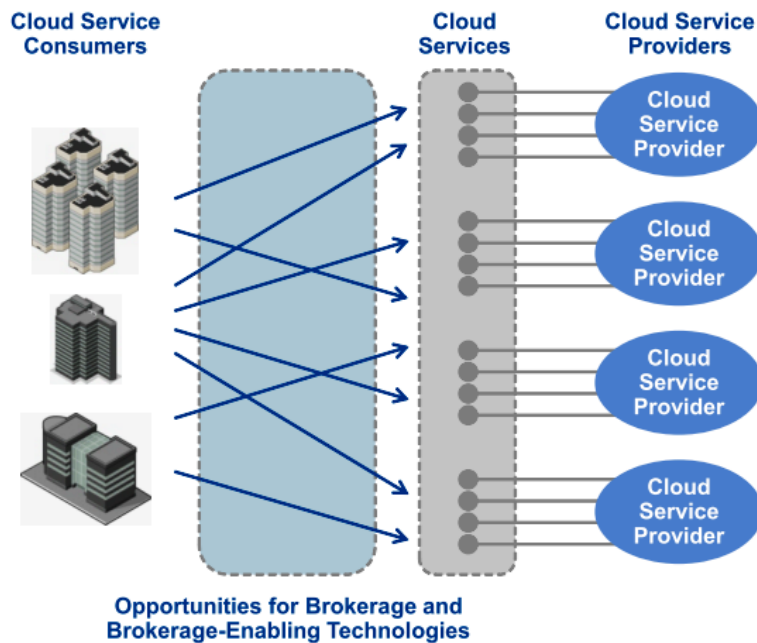 Cloud Service
Consumers
Cloud
Services
Cloud Service
Providers
Cloud
Service
Provider
Cloud
Service
Provider
Cloud
Service
Provider
Cloud
Service
Provider
Opportunities for Brokerage and
Brokerage-Enabling Technologies